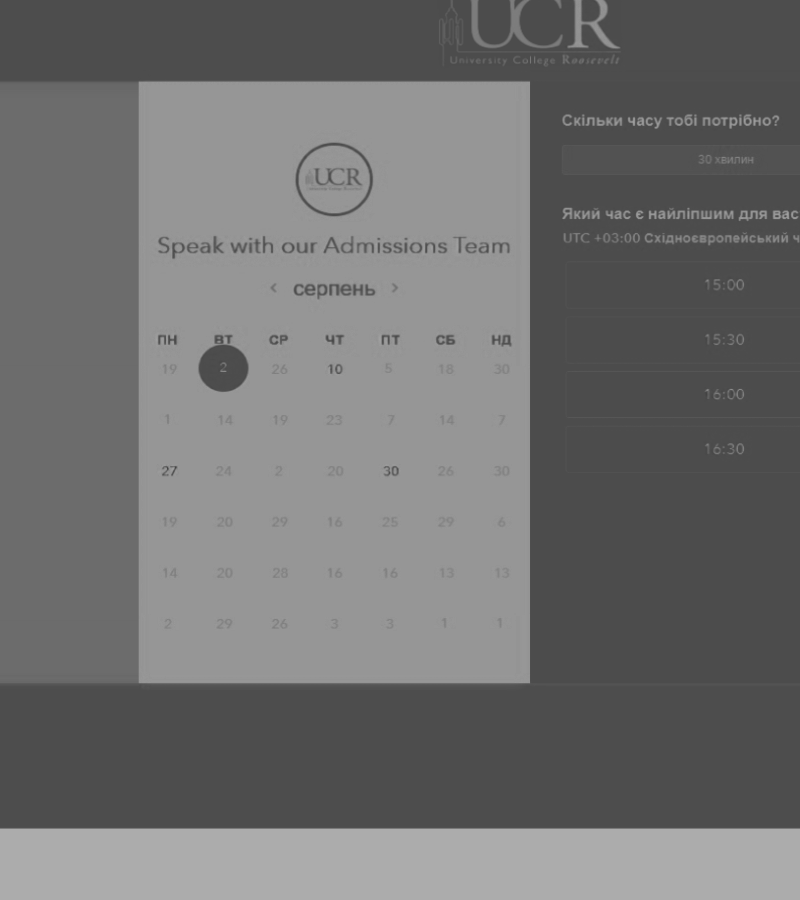 UCR
University College Roosevelt
UCR
Speak with our Admissions Team
< серпень >
ПН ВТ СР ЧТ ПТ СБ НД
19 2 26 10 5 18 30
1 14 19 23 7 14 7
27 24 2 20 30 26 30
19 20 29 16 25 29 6
14 20 28 16 16 13 13
2 29 26 3 3 1 1
Скільки часу тобі потрібно?
30 хвилин
Який час є найліпшим для вас
UTC +03:00 Східноєвропейський ч
15:00
15:30
16:00
16:30